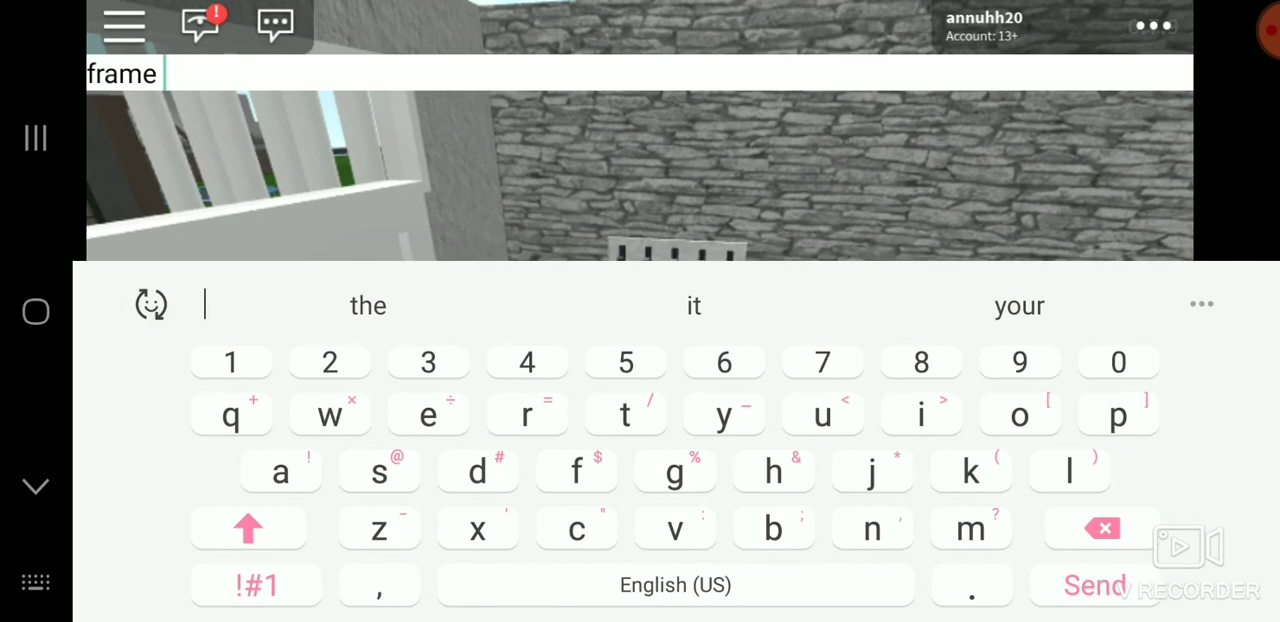 annuhh20
Account: 13+
frame
the it your
1 2 3 4 5 6 7 8 9 0
q + w × e ÷ r = t / y _ u < i > o [ p ]
a ! s @ d # f $ g % h & j * k ( l )
z - x ' c " v : b ; n , m ?
!#1 , English (US) . Send
V RECORDER